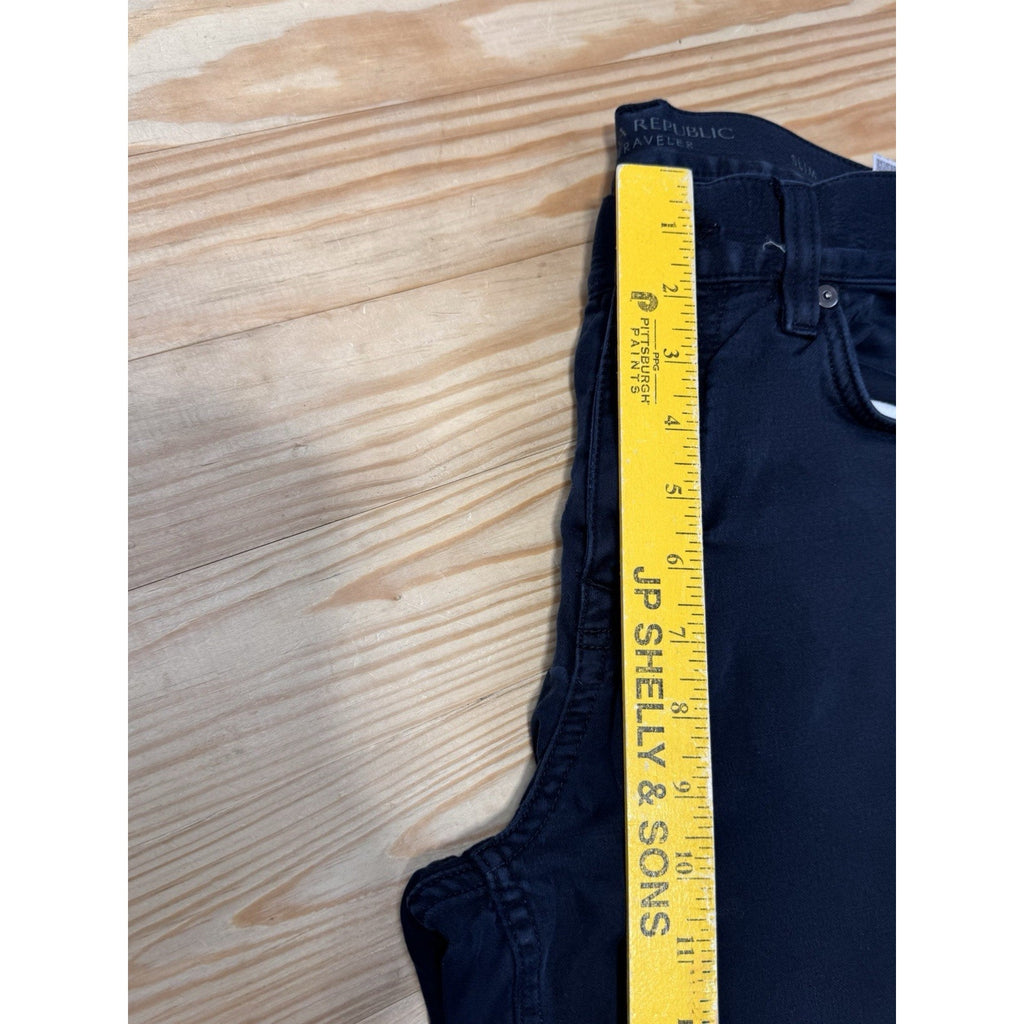 A REPUBLIC
RAVELER
SLIM
1
2
PPG
PITTSBURGH
PAINTS
3
4
5
6
JP SHELLY & SONS
7
8
9
10
11